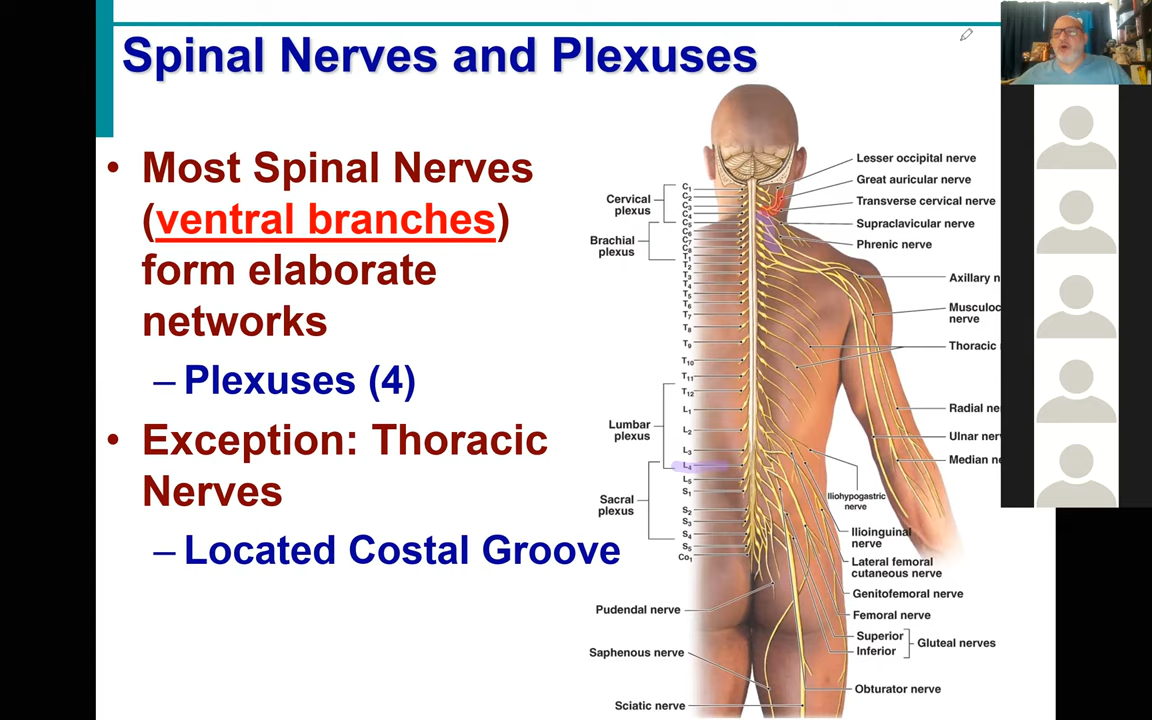 Spinal Nerves and Plexuses
• Most Spinal Nerves
(ventral branches)
form elaborate
networks
– Plexuses (4)
• Exception: Thoracic
Nerves
– Located Costal Groove
Cervical
plexus
Brachial
plexus
Lumbar
plexus
Sacral
plexus
C1
C2
C3
C4
C5
C6
C7
C8
T1
T2
T3
T4
T5
T6
T7
T8
T9
T10
T11
T12
L1
L2
L3
L4
L5
S1
S2
S3
S4
S5
Co1
Pudendal nerve
Saphenous nerve
Sciatic nerve
Lesser occipital nerve
Great auricular nerve
Transverse cervical nerve
Supraclavicular nerve
Phrenic nerve
Axillary n
Musculoc
nerve
Thoracic
Radial ne
Ulnar ner
Median ne
Iliohypogastric
nerve
Ilioinguinal
nerve
Lateral femoral
cutaneous nerve
Genitofemoral nerve
Femoral nerve
Superior
Inferior
Gluteal nerves
Obturator nerve